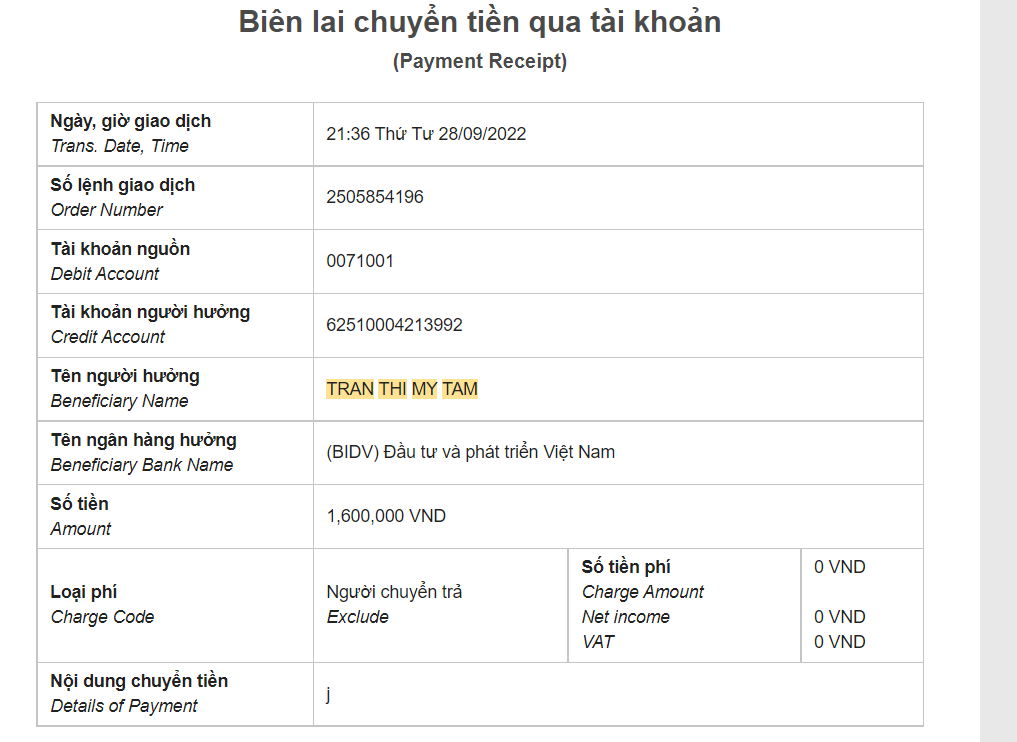 Biên lai chuyển tiền qua tài khoản
(Payment Receipt)
Ngày, giờ giao dịch
Trans. Date, Time
21:36 Thứ Tư 28/09/2022
Số lệnh giao dịch
Order Number
2505854196
Tài khoản nguồn
Debit Account
0071001
Tài khoản người hưởng
Credit Account
62510004213992
Tên người hưởng
Beneficiary Name
TRAN THI MY TAM
Tên ngân hàng hưởng
Beneficiary Bank Name
(BIDV) Đầu tư và phát triển Việt Nam
Số tiền
Amount
1,600,000 VND
Loại phí
Charge Code
Người chuyển trả
Exclude
Số tiền phí
Charge Amount
Net income
VAT
0 VND
0 VND
0 VND
Nội dung chuyển tiền
Details of Payment
j